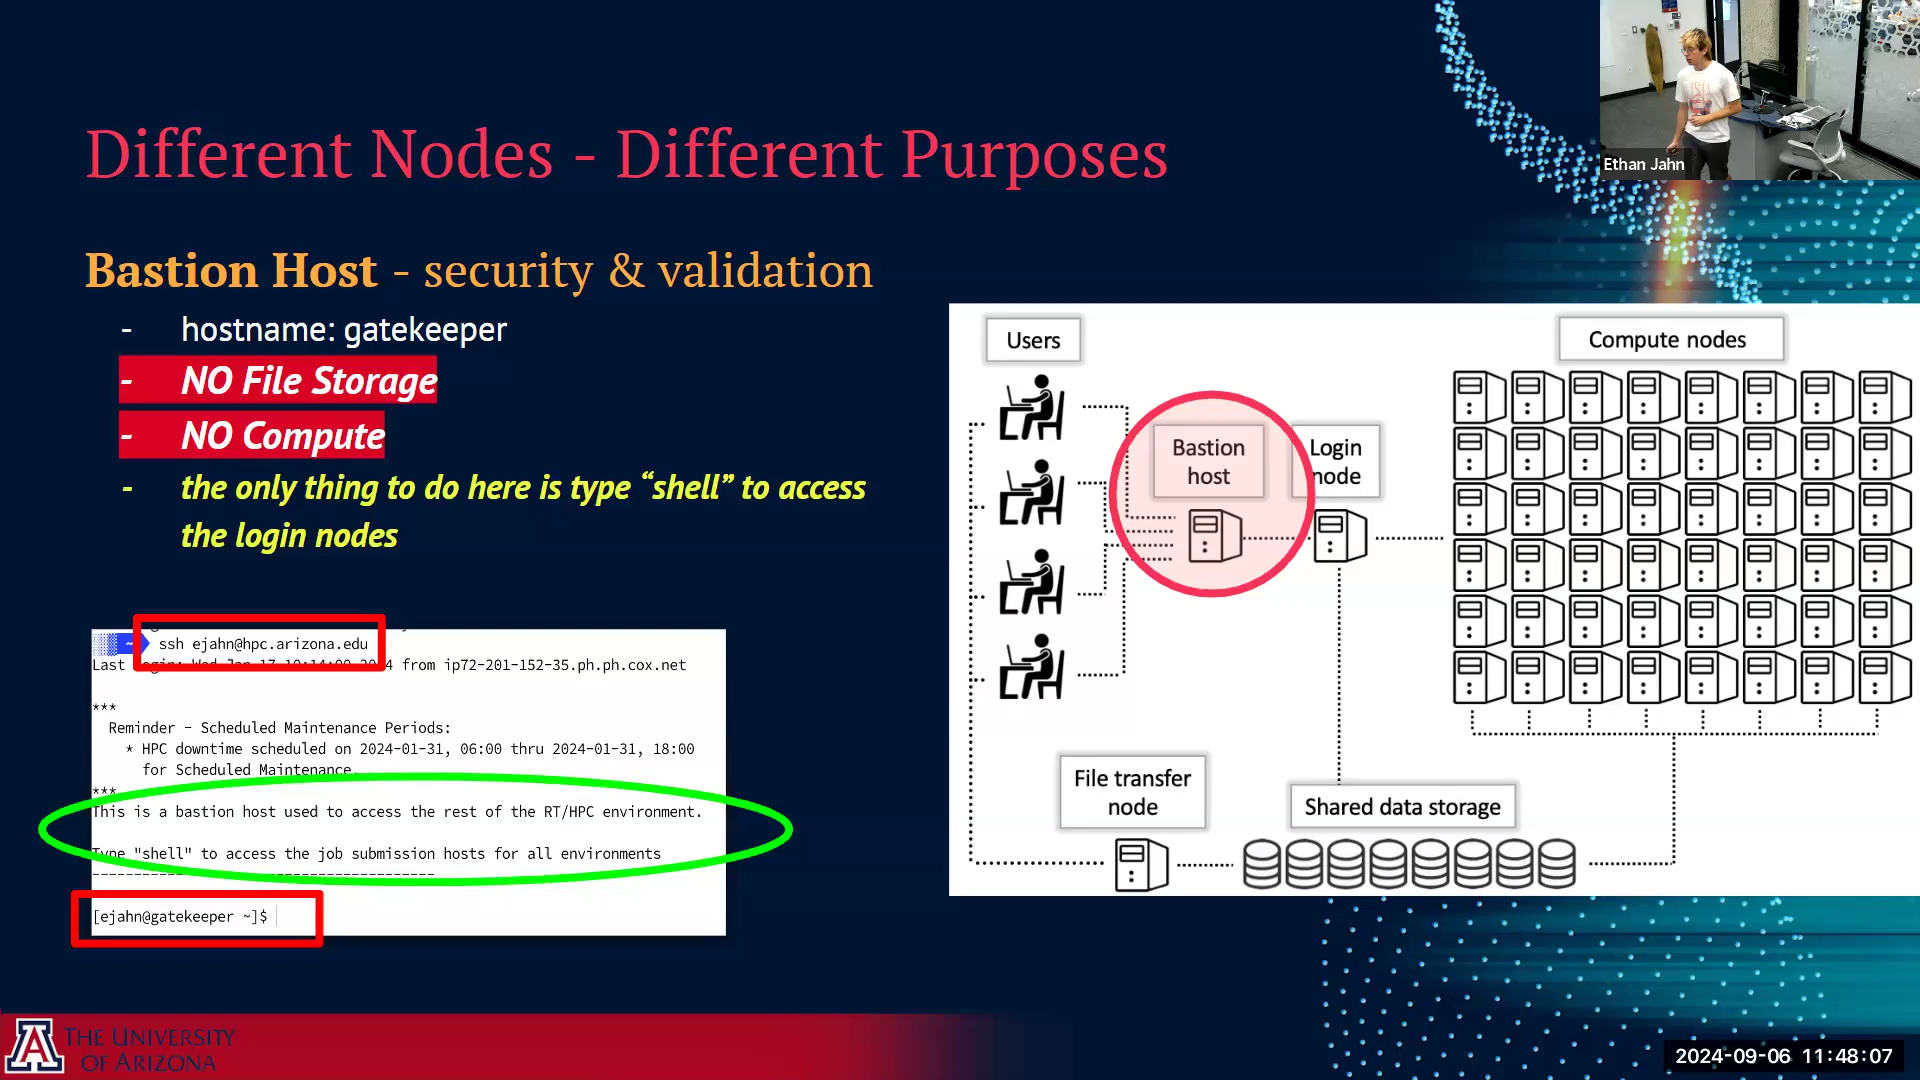 Different Nodes - Different Purposes
Bastion Host - security & validation
- hostname: gatekeeper
- NO File Storage
- NO Compute
- the only thing to do here is type “shell” to access
the login nodes
~ ssh ejahn@hpc.arizona.edu
Last login: Wed Jan 17 10:14:00 2024 from ip72-201-152-35.ph.ph.cox.net
***
Reminder - Scheduled Maintenance Periods:
* HPC downtime scheduled on 2024-01-31, 06:00 thru 2024-01-31, 18:00
for Scheduled Maintenance.
***
This is a bastion host used to access the rest of the RT/HPC environment.
Type "shell" to access the job submission hosts for all environments
-----------------------------------------
[ejahn@gatekeeper ~]$
Users
Bastion
host
Login
node
Compute nodes
File transfer
node
Shared data storage
Ethan Jahn
A
THE UNIVERSITY
OF ARIZONA
2024-09-06 11:48:07